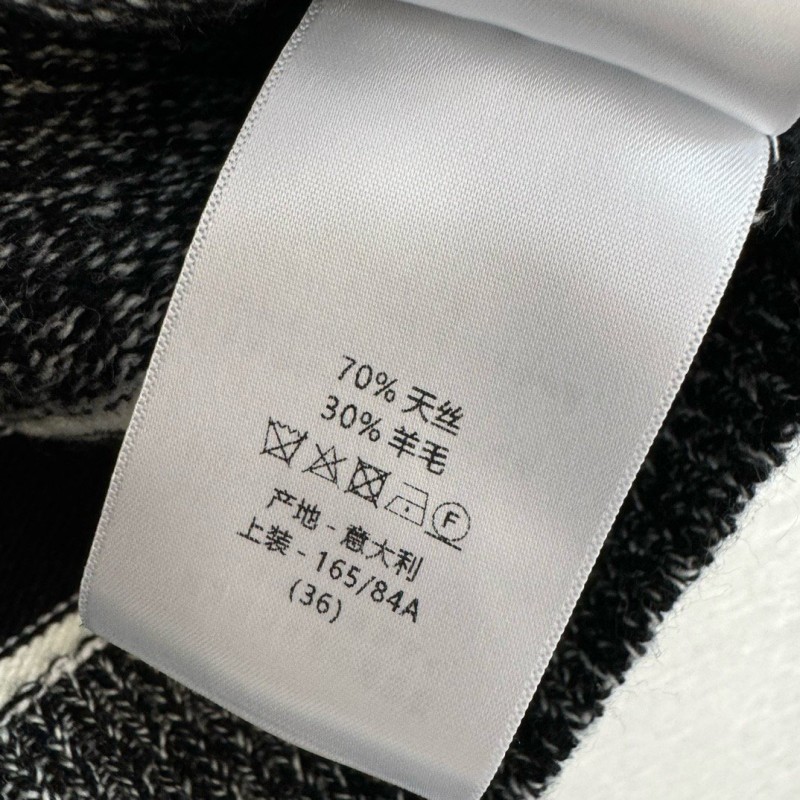 70% 天丝
30% 羊毛
F
产地 - 意大利
上装 - 165/84A
(36)